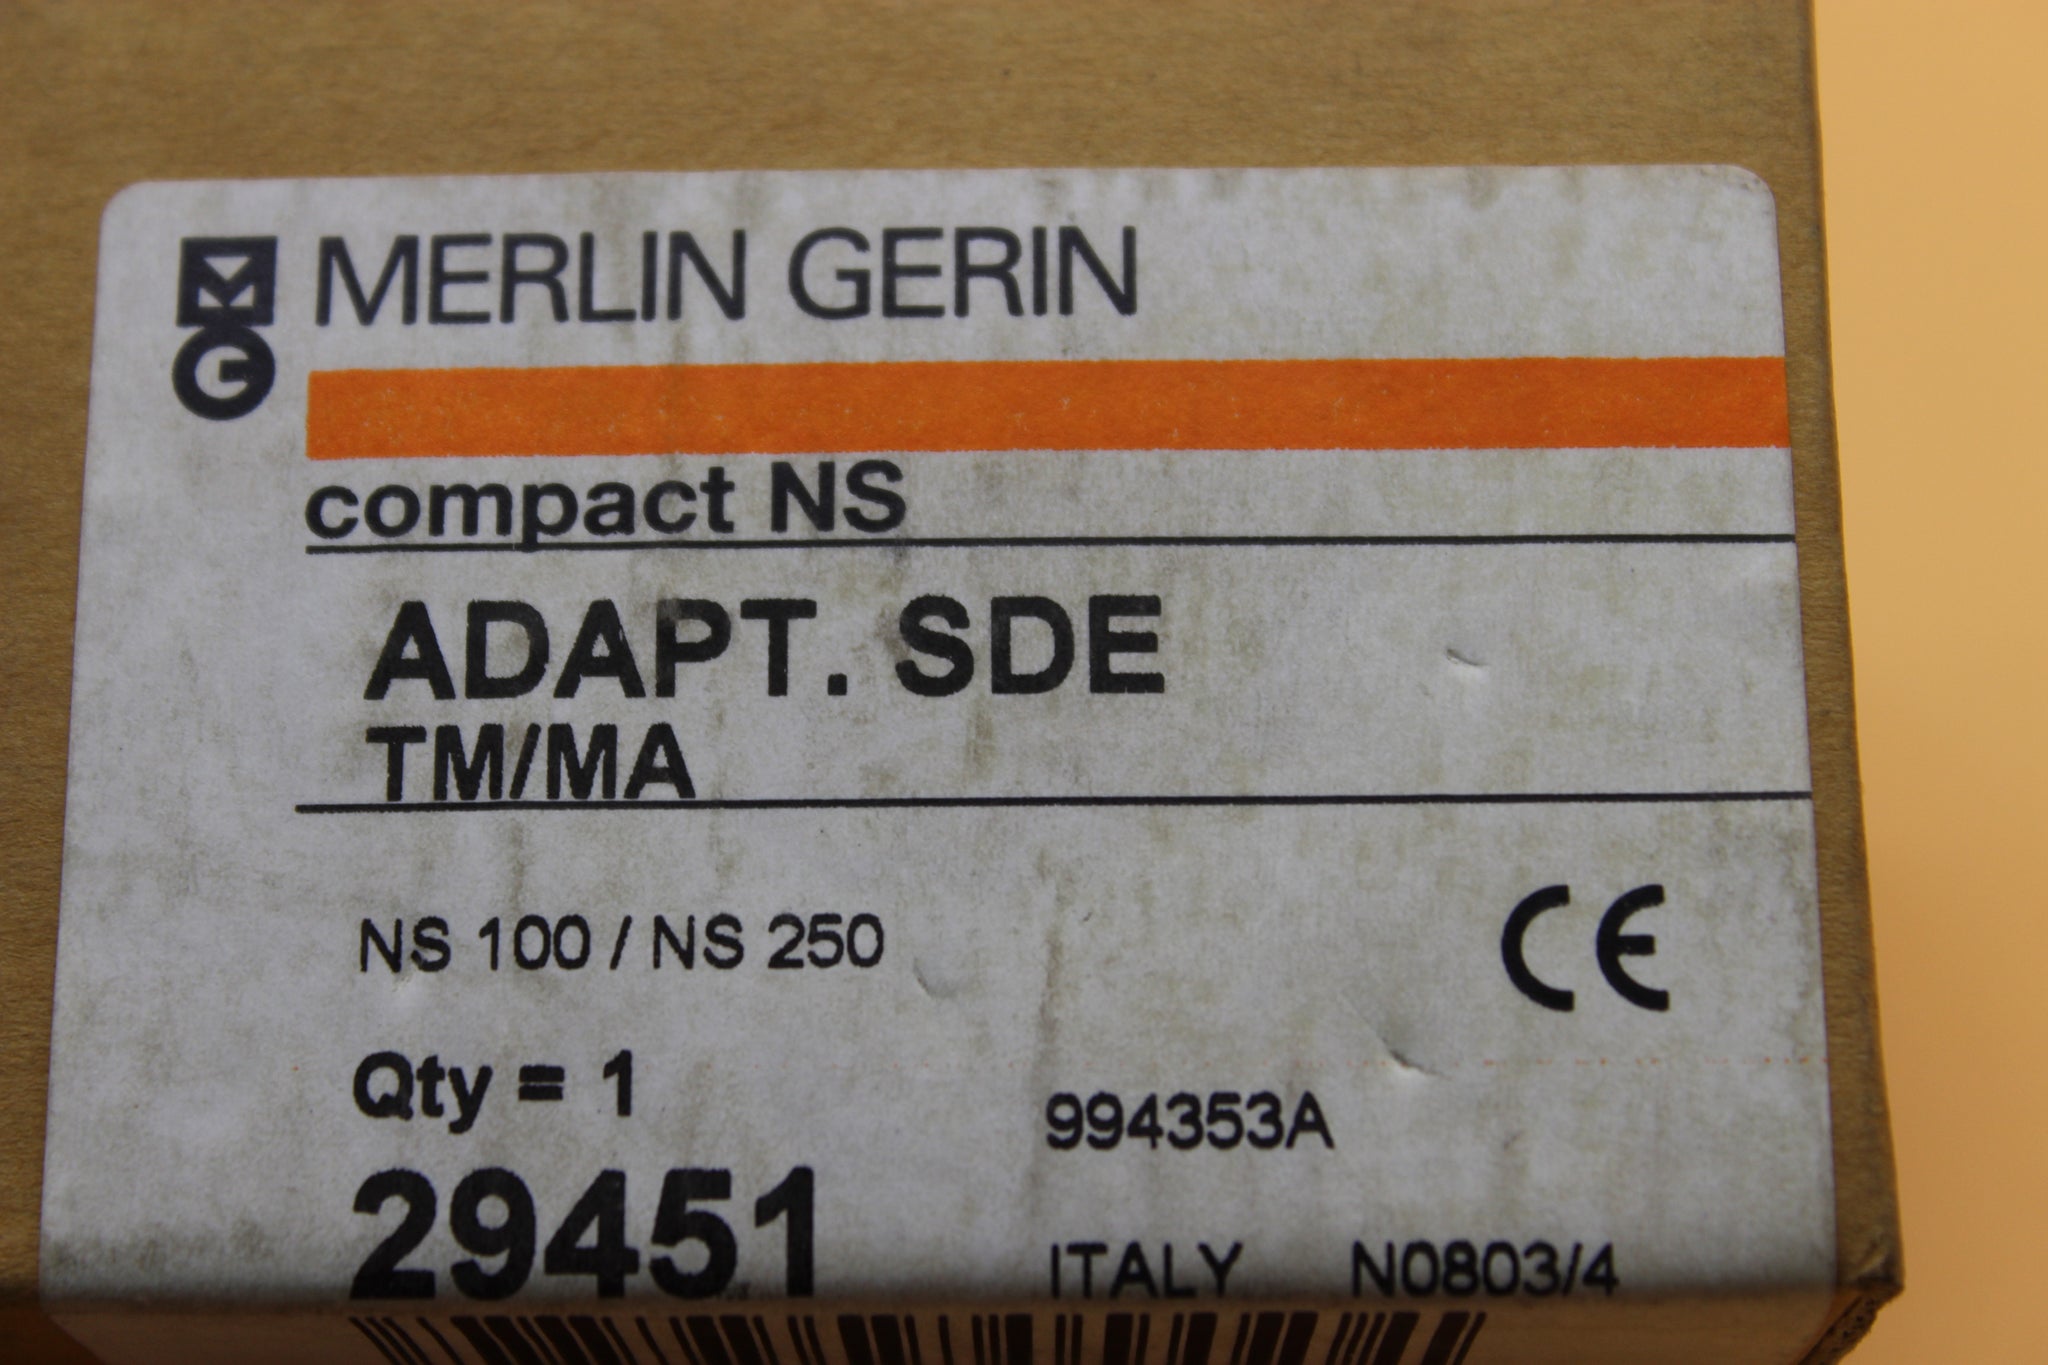 MG MERLIN GERIN
compact NS
ADAPT. SDE
TM/MA
NS 100 / NS 250
CE
Qty = 1
994353A
29451
ITALY N0803/4